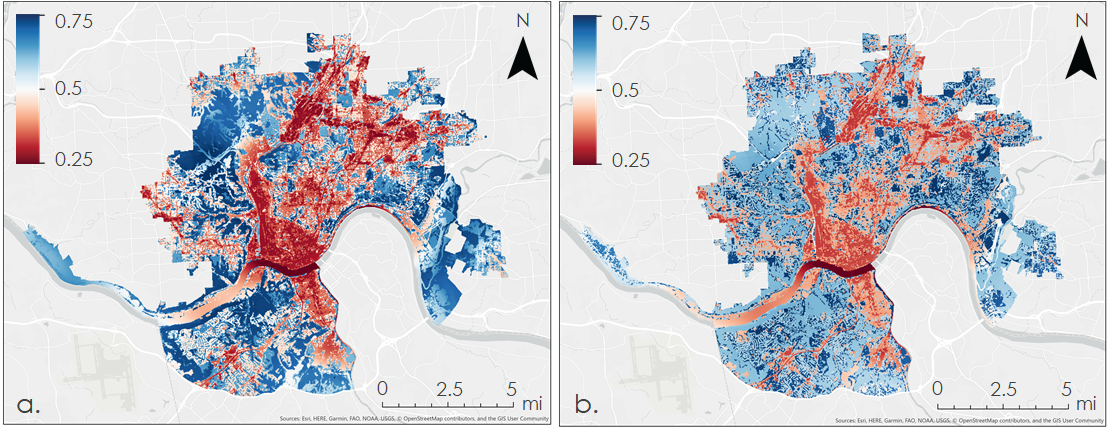 0.75
0.5
0.25
N
0 2.5 5
mi
a.
Sources: Esri, HERE, Garmin, FAO, NOAA, USGS, © OpenStreetMap contributors, and the GIS User Community
0.75
0.5
0.25
N
0 2.5 5
mi
b.
Sources: Esri, HERE, Garmin, FAO, NOAA, USGS, © OpenStreetMap contributors, and the GIS User Community